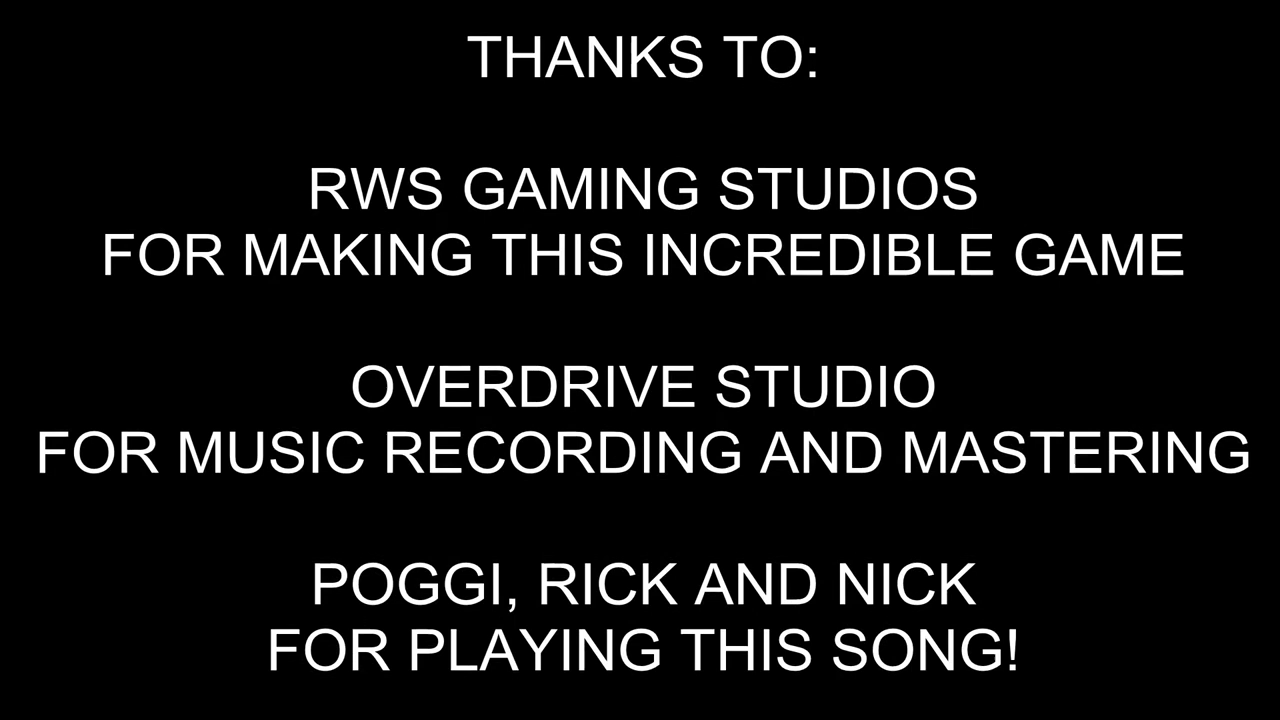 THANKS TO:
RWS GAMING STUDIOS
FOR MAKING THIS INCREDIBLE GAME
OVERDRIVE STUDIO
FOR MUSIC RECORDING AND MASTERING
POGGI, RICK AND NICK
FOR PLAYING THIS SONG!